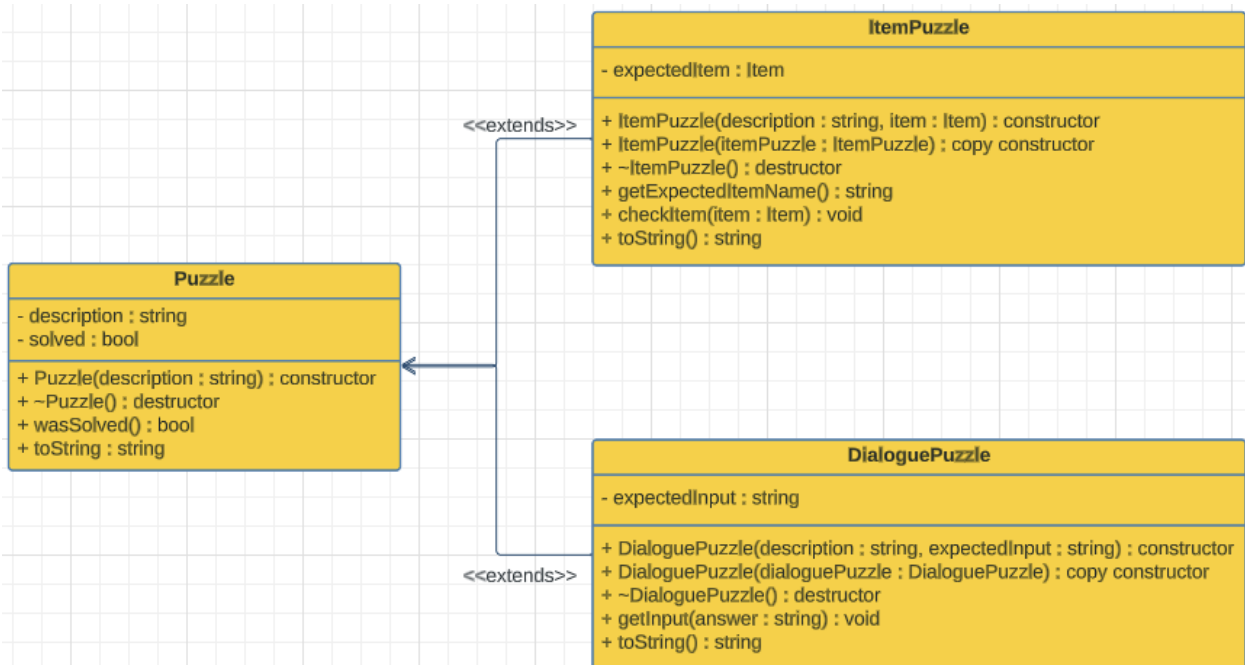 ItemPuzzle
- expectedItem : Item
+ ItemPuzzle(description : string, item : Item) : constructor
+ ItemPuzzle(itemPuzzle : ItemPuzzle) : copy constructor
+ ~ItemPuzzle() : destructor
+ getExpectedItemName() : string
+ checkItem(item : Item) : void
+ toString() : string
<<extends>>
Puzzle
- description : string
- solved : bool
+ Puzzle(description : string) : constructor
+ ~Puzzle() : destructor
+ wasSolved() : bool
+ toString : string
<<extends>>
DialoguePuzzle
- expectedInput : string
+ DialoguePuzzle(description : string, expectedInput : string) : constructor
+ DialoguePuzzle(dialoguePuzzle : DialoguePuzzle) : copy constructor
+ ~DialoguePuzzle() : destructor
+ getInput(answer : string) : void
+ toString() : string